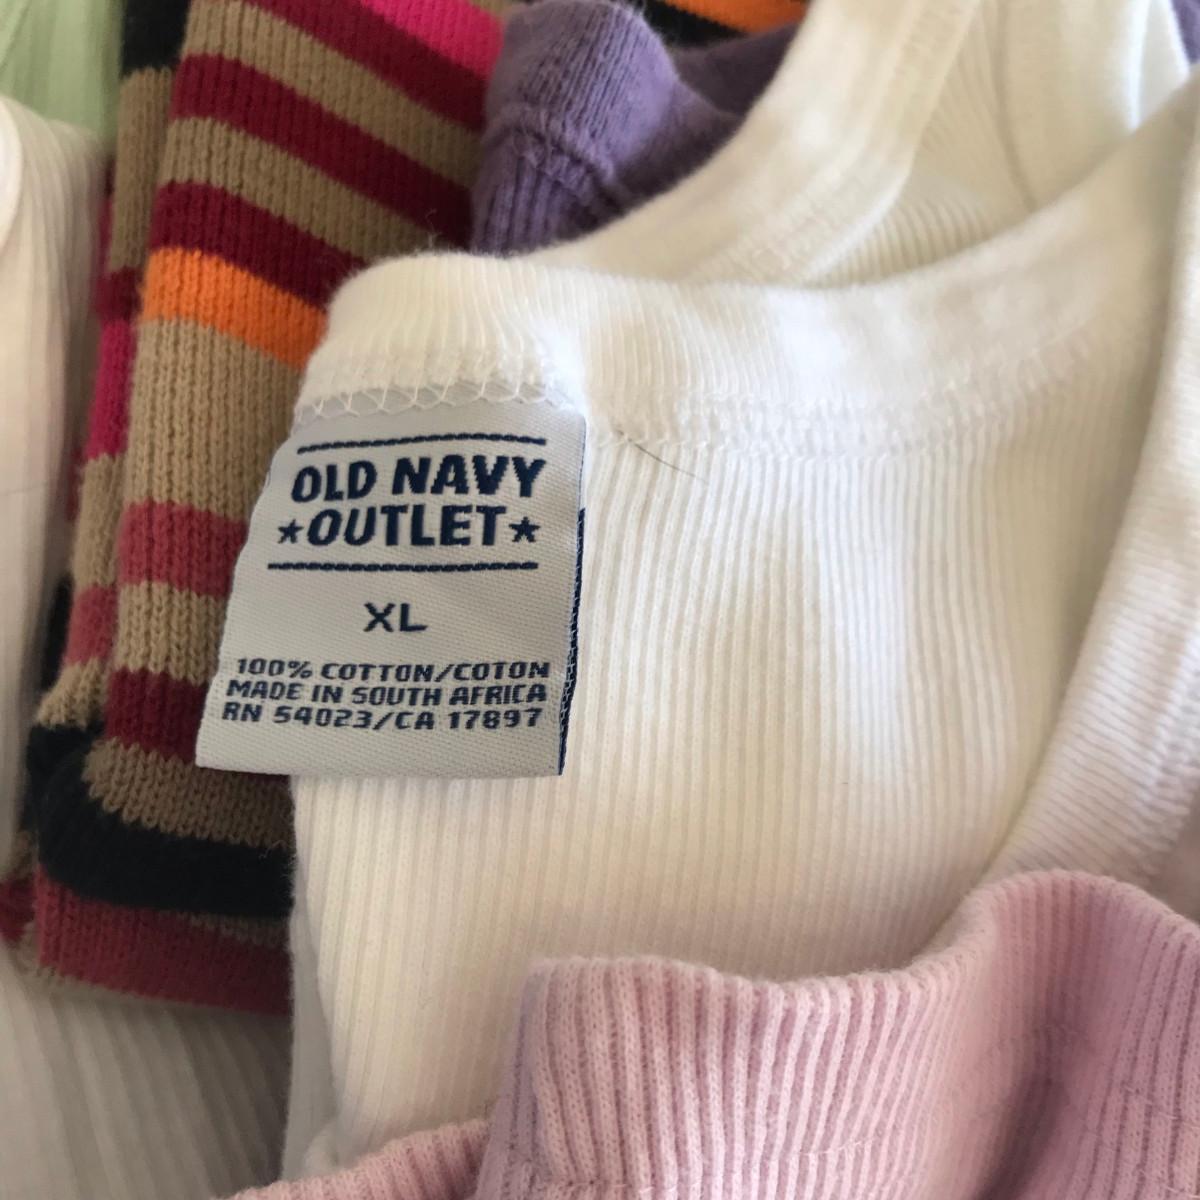 OLD NAVY
★OUTLET★
XL
100% COTTON/COTON
MADE IN SOUTH AFRICA
RN 54023/CA 17897